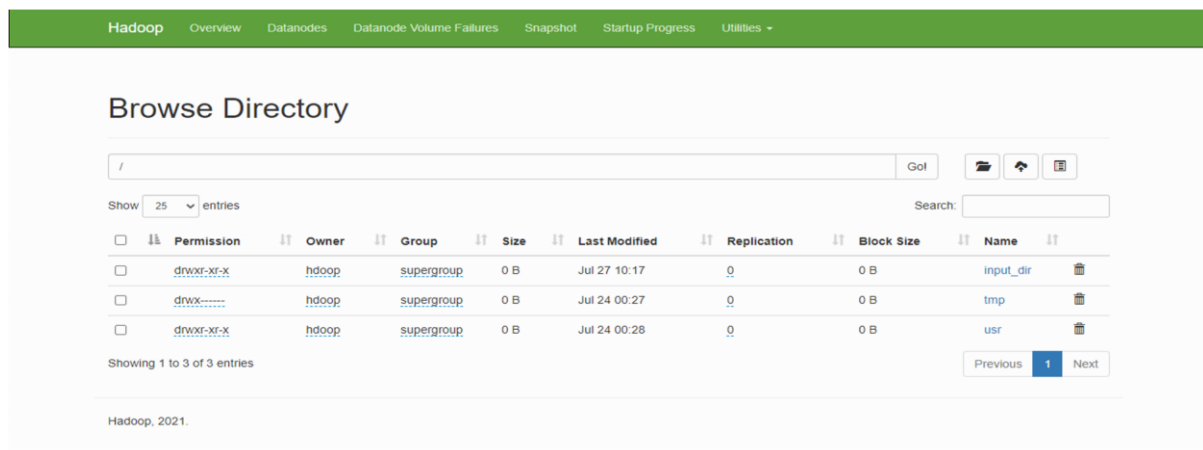 Hadoop Overview Datanodes Datanode Volume Failures Snapshot Startup Progress Utilities
Browse Directory
/ Go!
Show 25 entries Search:
Permission Owner Group Size Last Modified Replication Block Size Name
drwxr-xr-x hdoop supergroup 0 B Jul 27 10:17 0 0 B input_dir
drwx------ hdoop supergroup 0 B Jul 24 00:27 0 0 B tmp
drwxr-xr-x hdoop supergroup 0 B Jul 24 00:28 0 0 B usr
Showing 1 to 3 of 3 entries Previous 1 Next
Hadoop, 2021.